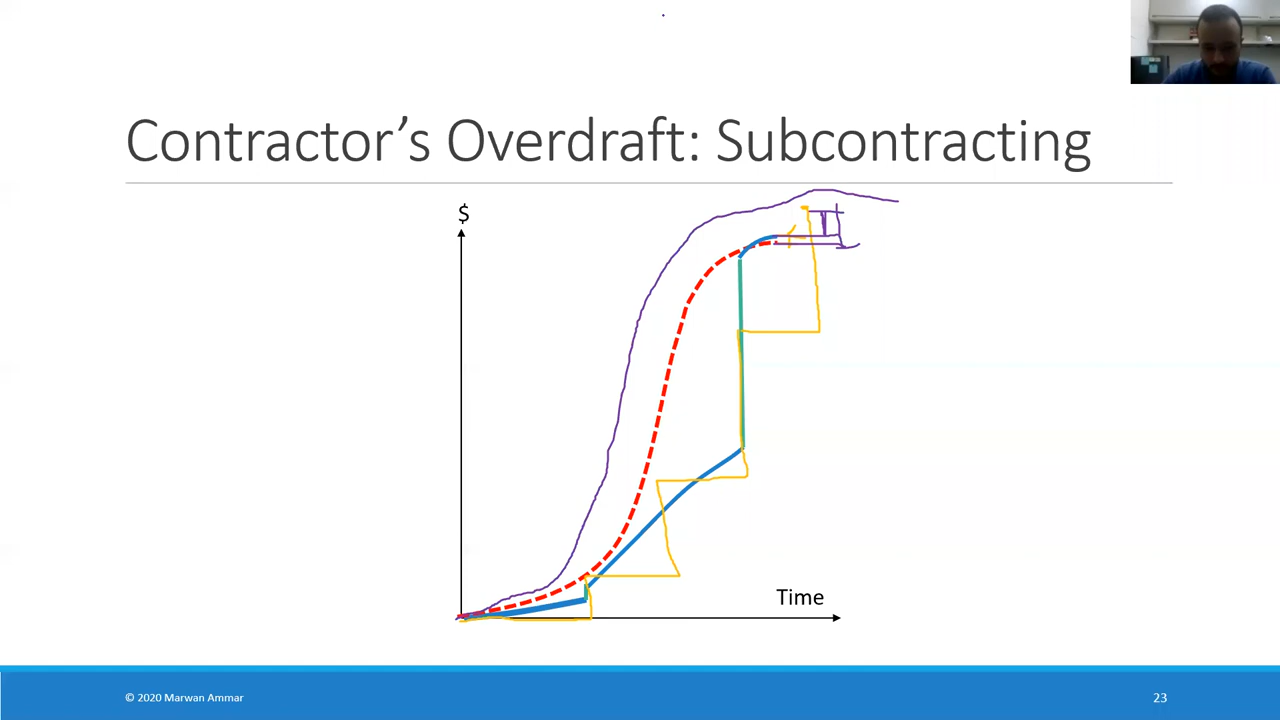 Contractor's Overdraft: Subcontracting
$
Time
© 2020 Marwan Ammar
23